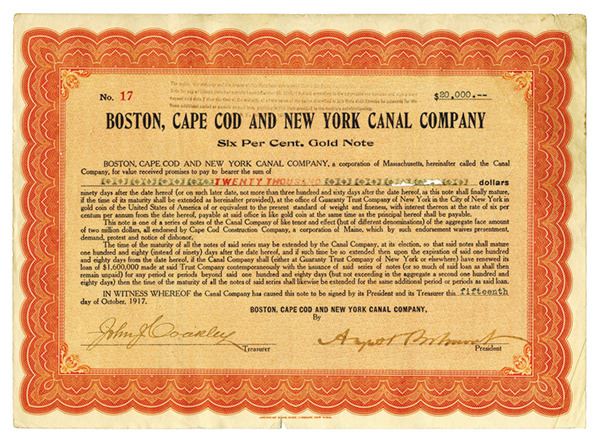 No. 17
$20,000.--
BOSTON, CAPE COD AND NEW YORK CANAL COMPANY
Six Per Cent. Gold Note
BOSTON, CAPE COD AND NEW YORK CANAL COMPANY, a corporation of Massachusetts, hereinafter called the Canal
Company, for value received promises to pay to bearer the sum of
TWENTY THOUSAND dollars
ninety days after the date hereof (or on such later date, not more than three hundred and sixty days after the date hereof, as this note shall finally mature,
if the time of its maturity shall be extended as hereinafter provided), at the office of Guaranty Trust Company of New York in the City of New York in
gold coin of the United States of America of or equivalent to the present standard of weight and fineness, with interest thereon at the rate of six per
centum per annum from the date hereof, payable at said office in like gold coin at the same time as the principal hereof shall be payable.
This note is one of a series of notes of the Canal Company of like tenor and effect (but of different denominations) of the aggregate face amount
of two million dollars, all endorsed by Cape Cod Construction Company, a corporation of Maine, which by such endorsement waives presentment,
demand, protest and notice of dishonor.
The time of maturity of all the notes of said series may be extended by the Canal Company, at its election, so that said notes shall mature
one hundred and eighty (instead of ninety) days after the date hereof, and if such time be so extended then upon the expiration of said one hundred
and eighty days from the date hereof, if the Canal Company shall (either at Guaranty Trust Company of New York or elsewhere) have renewed its
loan of $1,600,000 made at said Trust Company contemporaneously with the issuance of said series of notes (or so much of said loan as shall then
remain unpaid) for any period or periods beyond said one hundred and eighty days (but not exceeding in the aggregate a second one hundred and
eighty days) then the time of maturity of all the notes of said series shall likewise be extended for the same additional period or periods as said loan.
IN WITNESS WHEREOF the Canal Company has caused this note to be signed by its President and its Treasurer this fifteenth
day of October, 1917.
BOSTON, CAPE COD AND NEW YORK CANAL COMPANY,
By
John J Coakley
Treasurer
President